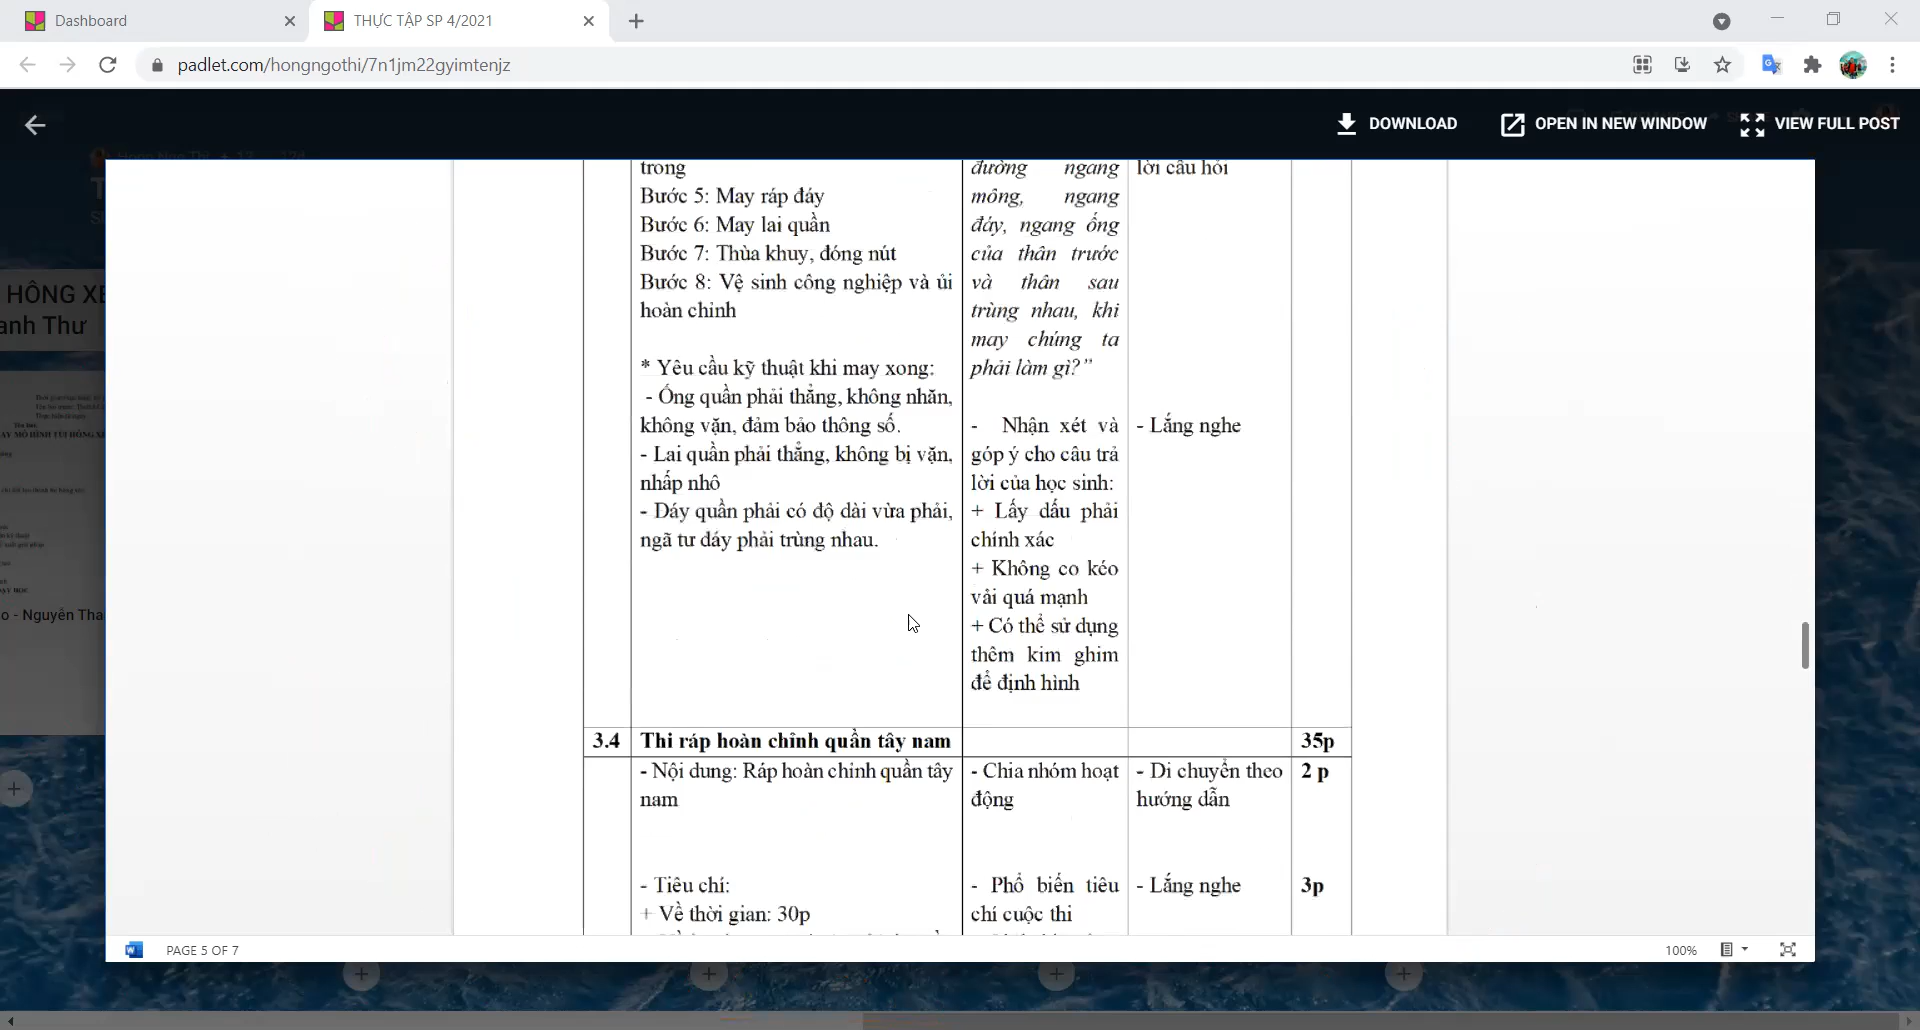 Dashboard
THỰC TẬP SP 4/2021
padlet.com/hongngothi/7n1jm22gyimtenjz
DOWNLOAD
OPEN IN NEW WINDOW
VIEW FULL POST
HÔNG XẺ
anh Thư
o - Nguyễn Tha
trong
Bước 5: May ráp đáy
Bước 6: May lai quần
Bước 7: Thùa khuy, đóng nút
Bước 8: Vệ sinh công nghiệp và ủi
hoàn chỉnh
* Yêu cầu kỹ thuật khi may xong:
- Ống quần phải thẳng, không nhăn,
không vặn, đảm bảo thông số.
- Lai quần phải thẳng, không bị vặn,
nhấp nhô
- Dáy quần phải có độ dài vừa phải,
ngã tư đáy phải trùng nhau.
đường ngang
mông, ngang
đáy, ngang ống
của thân trước
và thân sau
trùng nhau, khi
may chúng ta
phải làm gì?”
- Nhận xét và
góp ý cho câu trả
lời của học sinh:
+ Lấy dấu phải
chính xác
+ Không co kéo
vải quá mạnh
+ Có thể sử dụng
thêm kim ghim
để định hình
lời câu hỏi
- Lắng nghe
3.4 Thi ráp hoàn chỉnh quần tây nam 35p
- Nội dung: Ráp hoàn chỉnh quần tây
nam
- Chia nhóm hoạt
động
- Di chuyển theo
hướng dẫn
2 p
- Tiêu chí:
+ Về thời gian: 30p
- Phổ biến tiêu
chí cuộc thi
- Lắng nghe
3p
PAGE 5 OF 7
100%